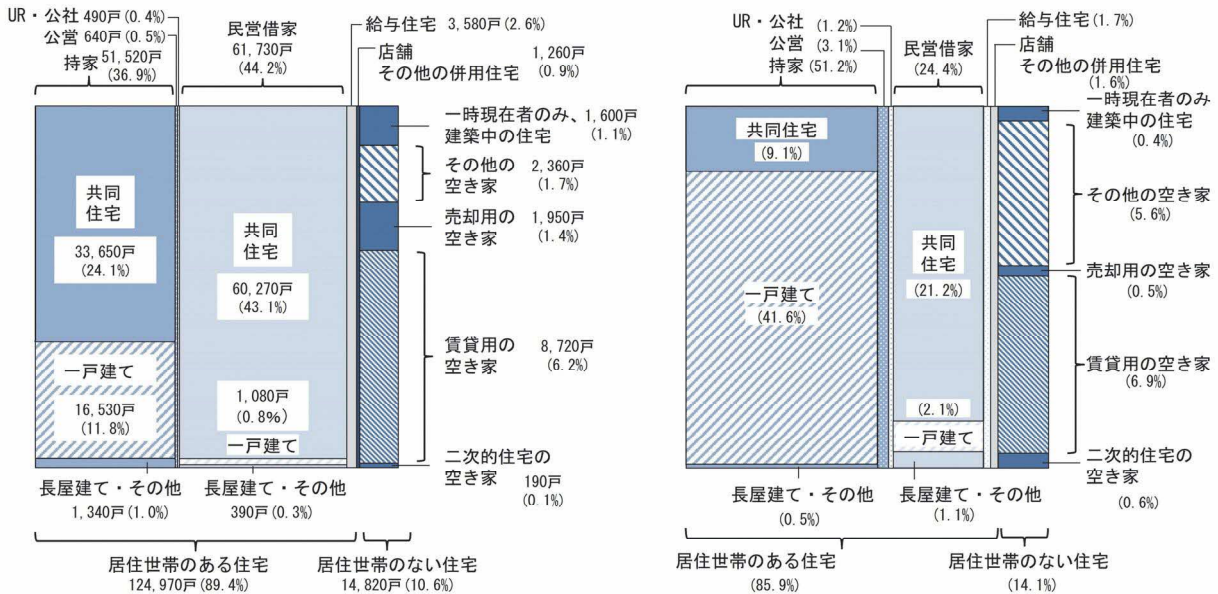 UR・公社 490戸(0.4%)
公営 640戸(0.5%)
持家 51,520戸
(36.9%)
民営借家
61,730戸
(44.2%)
給与住宅 3,580戸(2.6%)
店舗 1,260戸
その他の併用住宅 (0.9%)
共同
住宅
33,650戸
(24.1%)
一戸建て
16,530戸
(11.8%)
共同
住宅
60,270戸
(43.1%)
1,080戸
(0.8%)
一戸建て
一時現在者のみ、 1,600戸
建築中の住宅 (1.1%)
その他の 2,360戸
空き家 (1.7%)
売却用の 1,950戸
空き家 (1.4%)
賃貸用の 8,720戸
空き家 (6.2%)
二次的住宅の
空き家 190戸
(0.1%)
長屋建て・その他
1,340戸(1.0%)
長屋建て・その他
390戸(0.3%)
居住世帯のある住宅
124,970戸(89.4%)
居住世帯のない住宅
14,820戸(10.6%)
UR・公社 (1.2%)
公営 (3.1%)
持家 (51.2%)
民営借家
(24.4%)
給与住宅(1.7%)
店舗
その他の併用住宅
(1.6%)
共同住宅
(9.1%)
一戸建て
(41.6%)
共同
住宅
(21.2%)
(2.1%)
一戸建て
一時現在者のみ
建築中の住宅
(0.4%)
その他の空き家
(5.6%)
売却用の空き家
(0.5%)
賃貸用の空き家
(6.9%)
二次的住宅の
空き家
(0.6%)
長屋建て・その他
(0.5%)
長屋建て・その他
(1.1%)
居住世帯のある住宅
(85.9%)
居住世帯のない住宅
(14.1%)